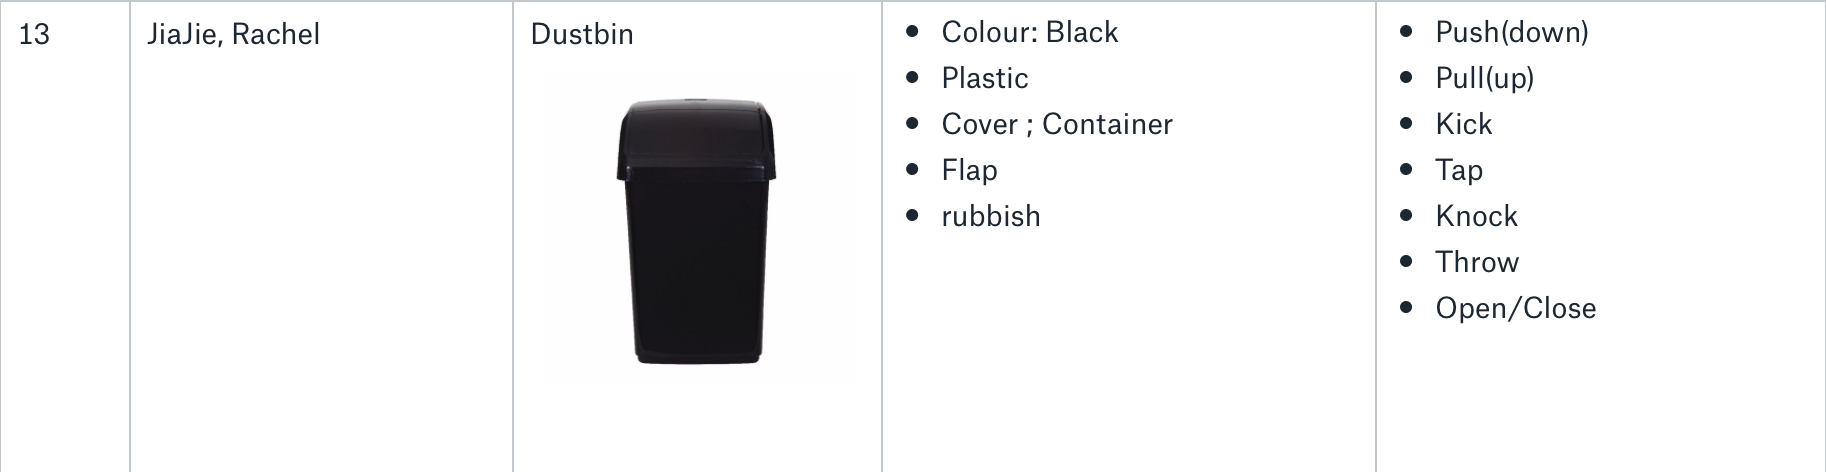 13
JiaJie, Rachel
Dustbin
Colour: Black
Plastic
Cover ; Container
Flap
rubbish
Push(down)
Pull(up)
Kick
Tap
Knock
Throw
Open/Close